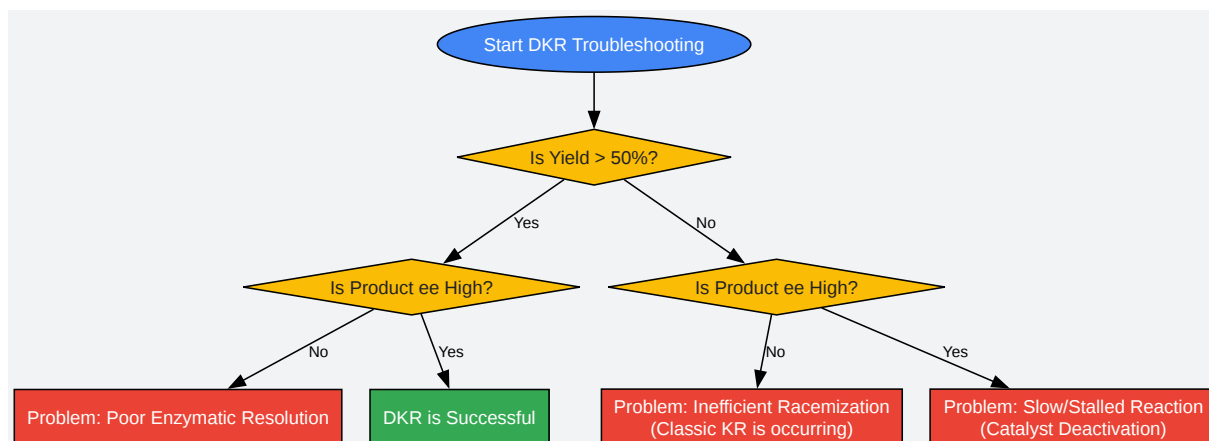 Start DKR Troubleshooting
Is Yield > 50%?
Yes
No
Is Product ee High?
Is Product ee High?
No
Yes
No
Yes
Problem: Poor Enzymatic Resolution
DKR is Successful
Problem: Inefficient Racemization
(Classic KR is occurring)
Problem: Slow/Stalled Reaction
(Catalyst Deactivation)